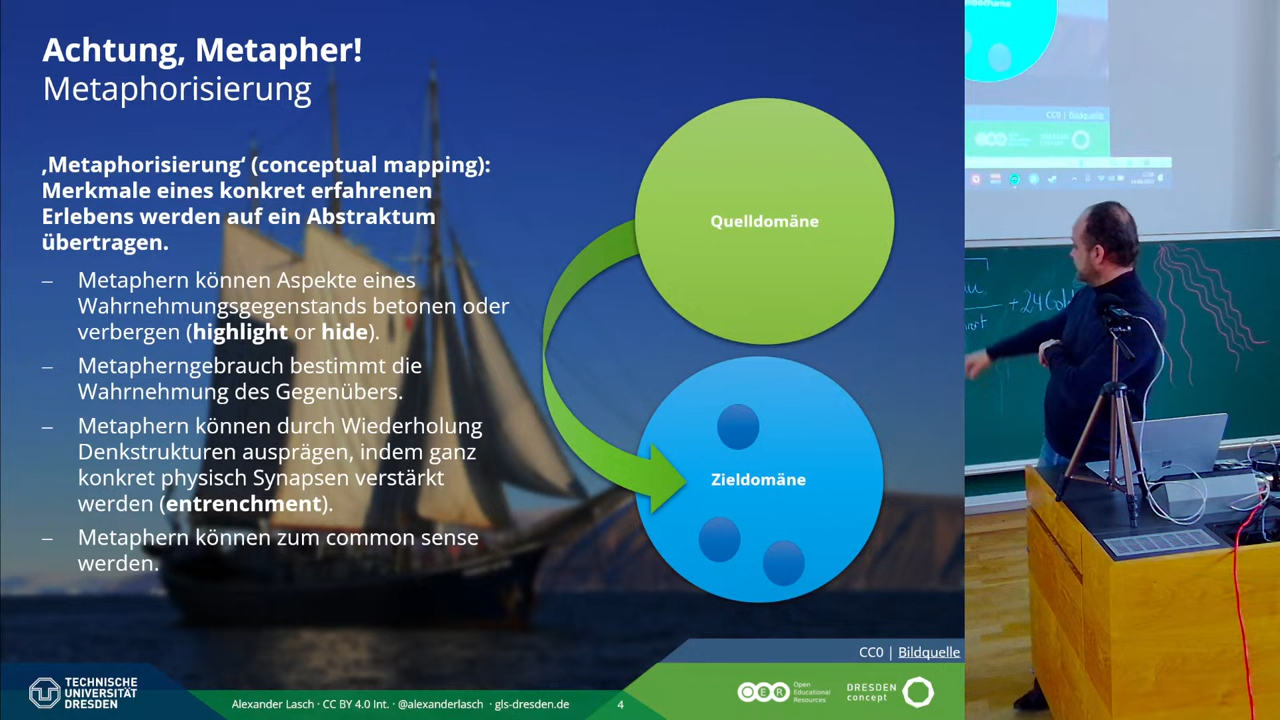 Achtung, Metapher!
Metaphorisierung
‚Metaphorisierung‘ (conceptual mapping):
Merkmale eines konkret erfahrenen
Erlebens werden auf ein Abstraktum
übertragen.
– Metaphern können Aspekte eines
Wahrnehmungsgegenstands betonen oder
verbergen (highlight or hide).
– Metapherngebrauch bestimmt die
Wahrnehmung des Gegenübers.
– Metaphern können durch Wiederholung
Denkstrukturen ausprägen, indem ganz
konkret physisch Synapsen verstärkt
werden (entrenchment).
– Metaphern können zum common sense
werden.
Quelldomäne
Zieldomäne
CC0 | Bildquelle
TECHNISCHE
UNIVERSITÄT
DRESDEN
Alexander Lasch · CC BY 4.0 Int. · @alexanderlasch · gls-dresden.de
4
OER
Open
Educational
Resources
DRESDEN
concept
CC0 | Bildquelle